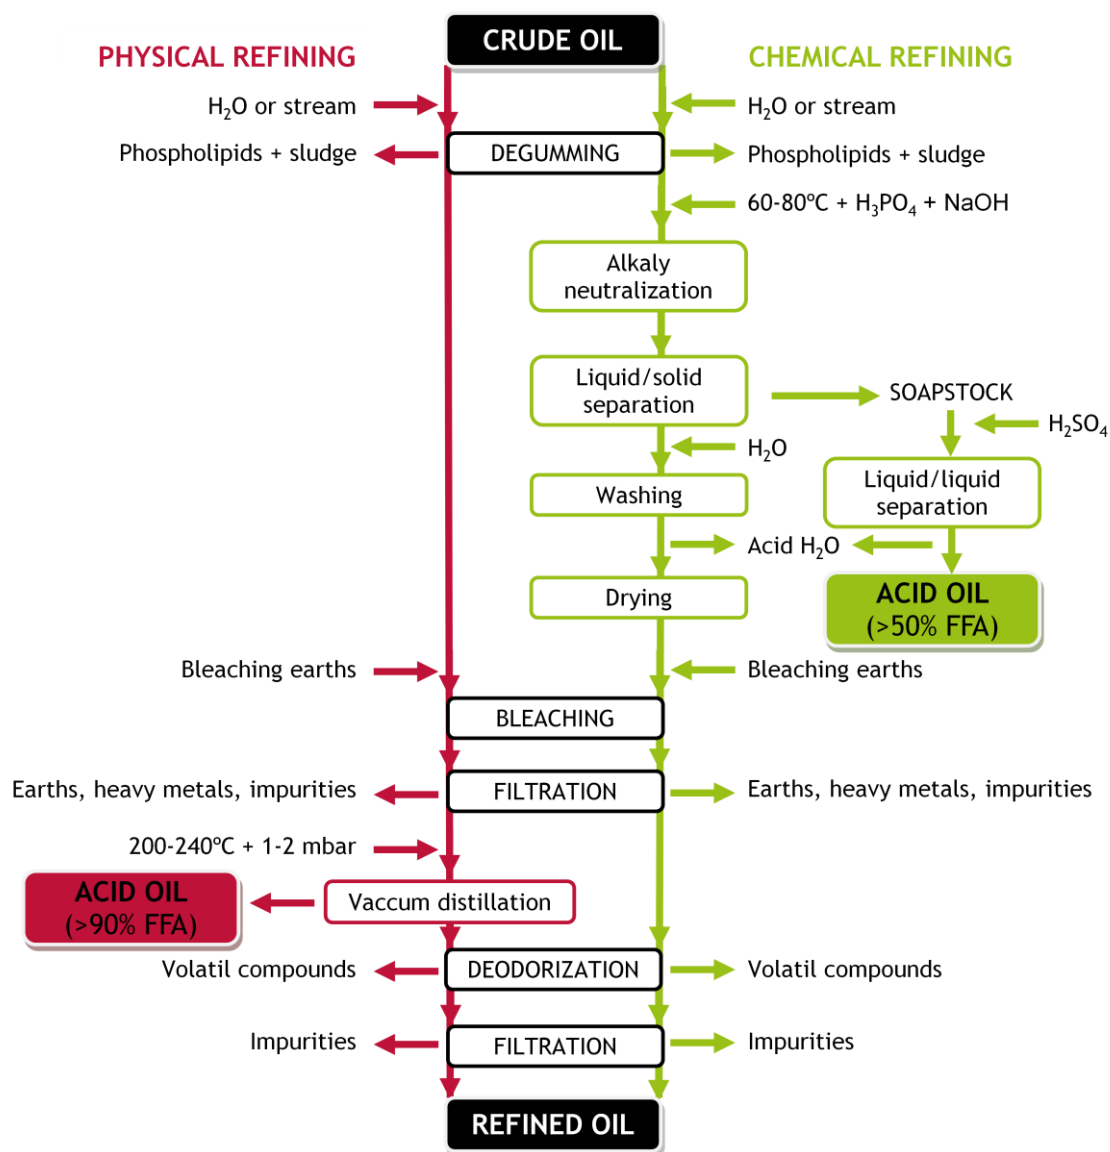 CRUDE OIL
PHYSICAL REFINING
CHEMICAL REFINING
H₂O or stream
H₂O or stream
Phospholipids + sludge
DEGUMMING
Phospholipids + sludge
60-80ºC + H₃PO₄ + NaOH
Alkaly
neutralization
Liquid/solid
separation
SOAPSTOCK
H₂SO₄
H₂O
Liquid/liquid
separation
Washing
Acid H₂O
Drying
ACID OIL
(>50% FFA)
Bleaching earths
Bleaching earths
BLEACHING
Earths, heavy metals, impurities
FILTRATION
Earths, heavy metals, impurities
200-240ºC + 1-2 mbar
ACID OIL
(>90% FFA)
Vaccum distillation
Volatil compounds
DEODORIZATION
Volatil compounds
Impurities
FILTRATION
Impurities
REFINED OIL